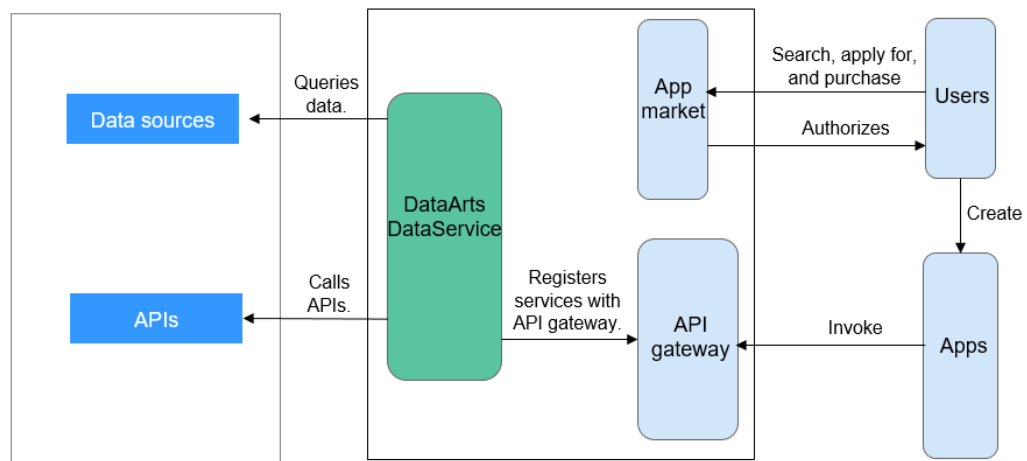 Queries
data.
Data sources
DataArts
DataService
Calls
APIs.
APIs
Registers
services with
API gateway.
App
market
API
gateway
Search, apply for,
and purchase
Authorizes
Users
Create
Invoke
Apps